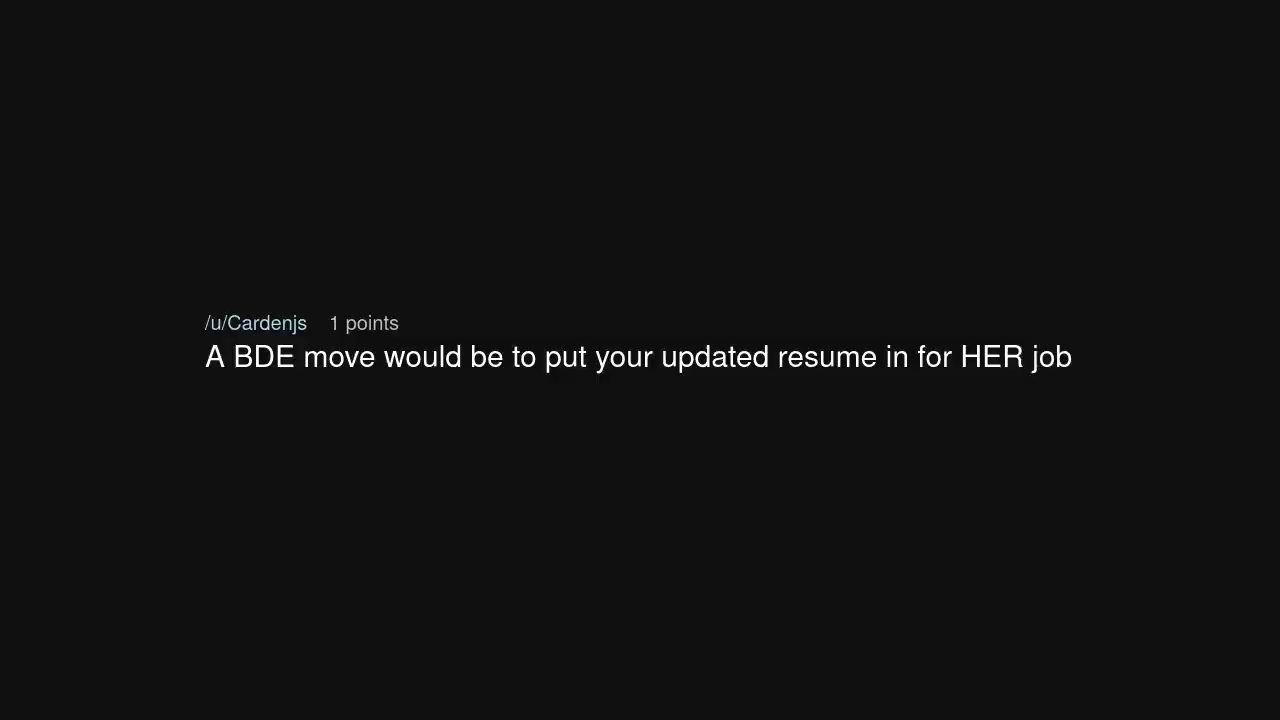 /u/Cardenjs 1 points
A BDE move would be to put your updated resume in for HER job